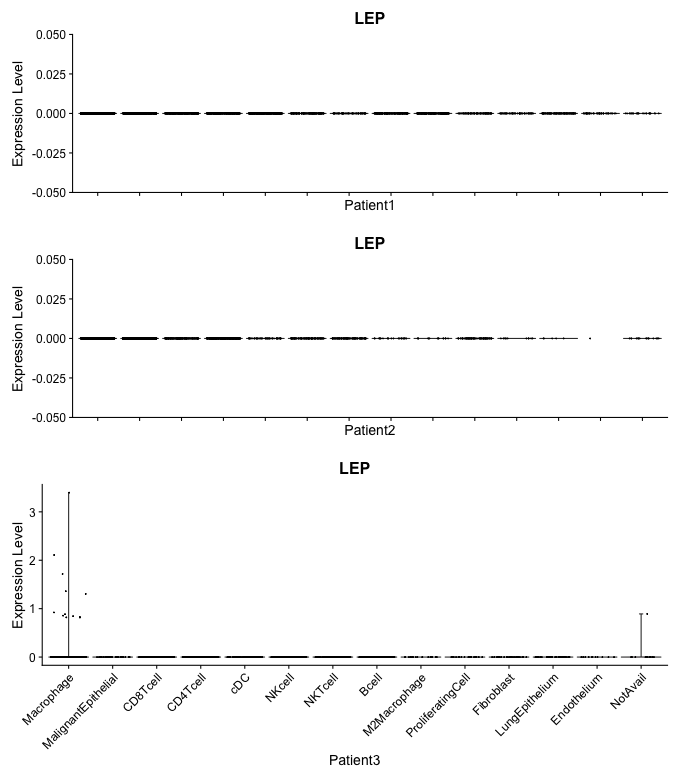 LEP
Expression Level
0.050
0.025
0.000
-0.025
-0.050
Patient1
LEP
Expression Level
0.050
0.025
0.000
-0.025
-0.050
Patient2
LEP
Expression Level
3
2
1
0
Macrophage
MalignantEpithelial
CD8Tcell
CD4Tcell
cDC
NKcell
NKTcell
Bcell
M2Macrophage
ProliferatingCell
Fibroblast
LungEpithelium
Endothelium
NotAvail
Patient3